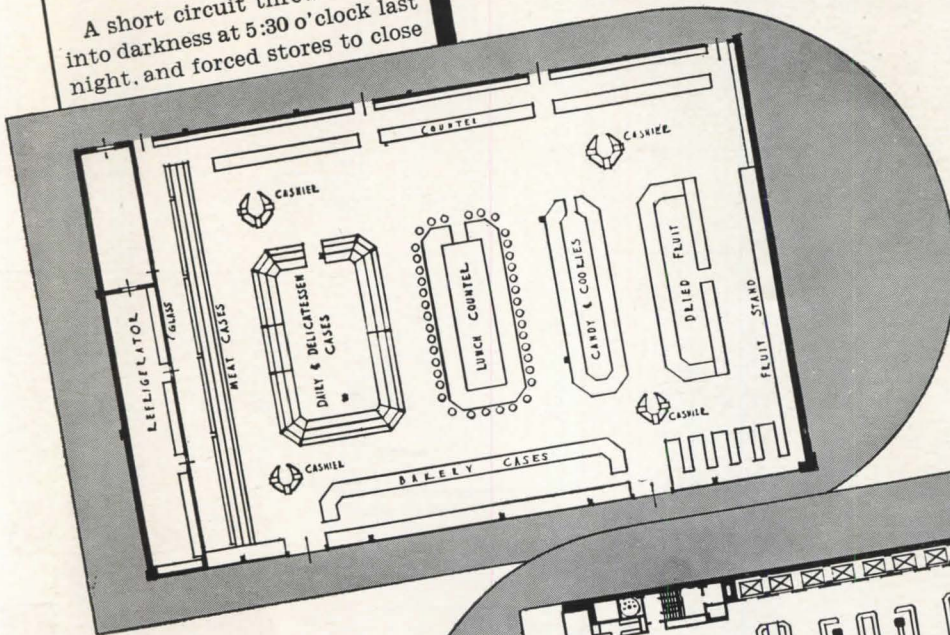 A short circuit
into darkness at 5:30 o'clock last
night, and forced stores to close
COUNTER
CASHIER
CASHIER
REFRIGERATOR
GLASS
MEAT CASES
DAIRY & DELICATESSEN
CASES
LUNCH COUNTER
CANDY & COOKIES
DRIED FRUIT
FRUIT STAND
CASHIER
CASHIER
BAKERY CASES